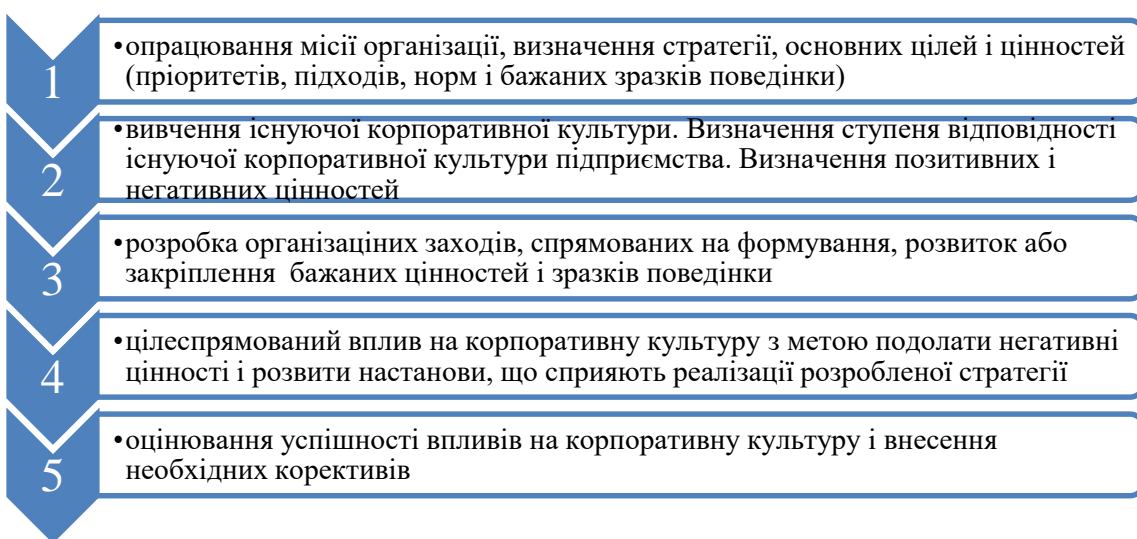 1
•опрацювання місії організації, визначення стратегії, основних цілей і цінностей
(пріоритетів, підходів, норм і бажаних зразків поведінки)
2
•вивчення існуючої корпоративної культури. Визначення ступеня відповідності
існуючої корпоративної культури підприємства. Визначення позитивних і
негативних цінностей
3
•розробка організаціних заходів, спрямованих на формування, розвиток або
закріплення  бажаних цінностей і зразків поведінки
4
•цілеспрямований вплив на корпоративну культуру з метою подолати негативні
цінності і розвити настанови, що сприяють реалізації розробленої стратегії
5
•оцінювання успішності впливів на корпоративну культуру і внесення
необхідних корективів